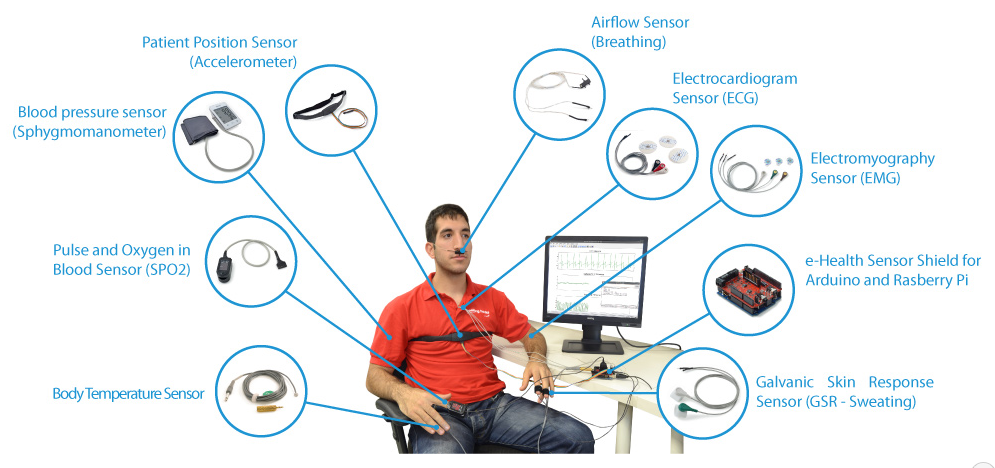 Airflow Sensor
(Breathing)
Patient Position Sensor
(Accelerometer)
Electrocardiogram
Sensor (ECG)
Blood pressure sensor
(Sphygmomanometer)
Electromyography
Sensor (EMG)
Pulse and Oxygen in
Blood Sensor (SPO2)
e-Health Sensor Shield for
Arduino and Rasberry Pi
Body Temperature Sensor
Galvanic Skin Response
Sensor (GSR - Sweating)